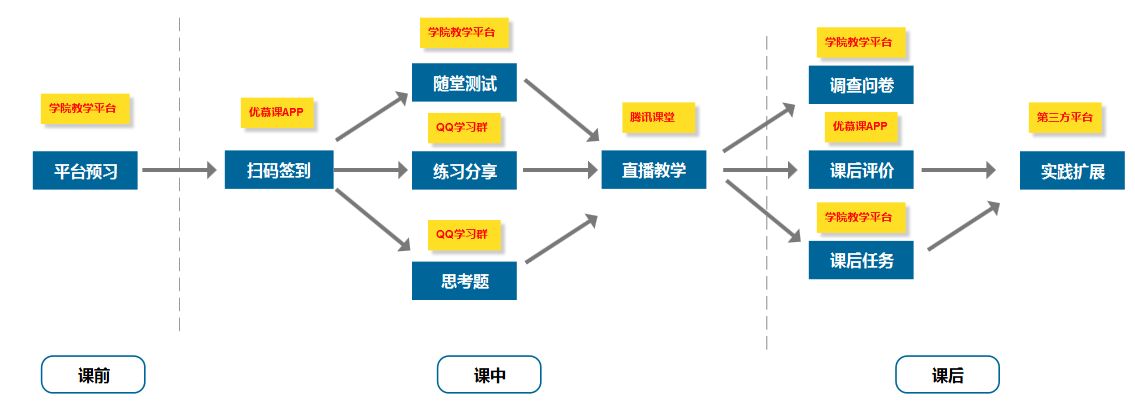 学院教学平台
平台预习
优慕课APP
扫码签到
学院教学平台
随堂测试
QQ学习群
练习分享
QQ学习群
思考题
腾讯课堂
直播教学
学院教学平台
调查问卷
优慕课APP
课后评价
学院教学平台
课后任务
第三方平台
实践扩展
课前
课中
课后